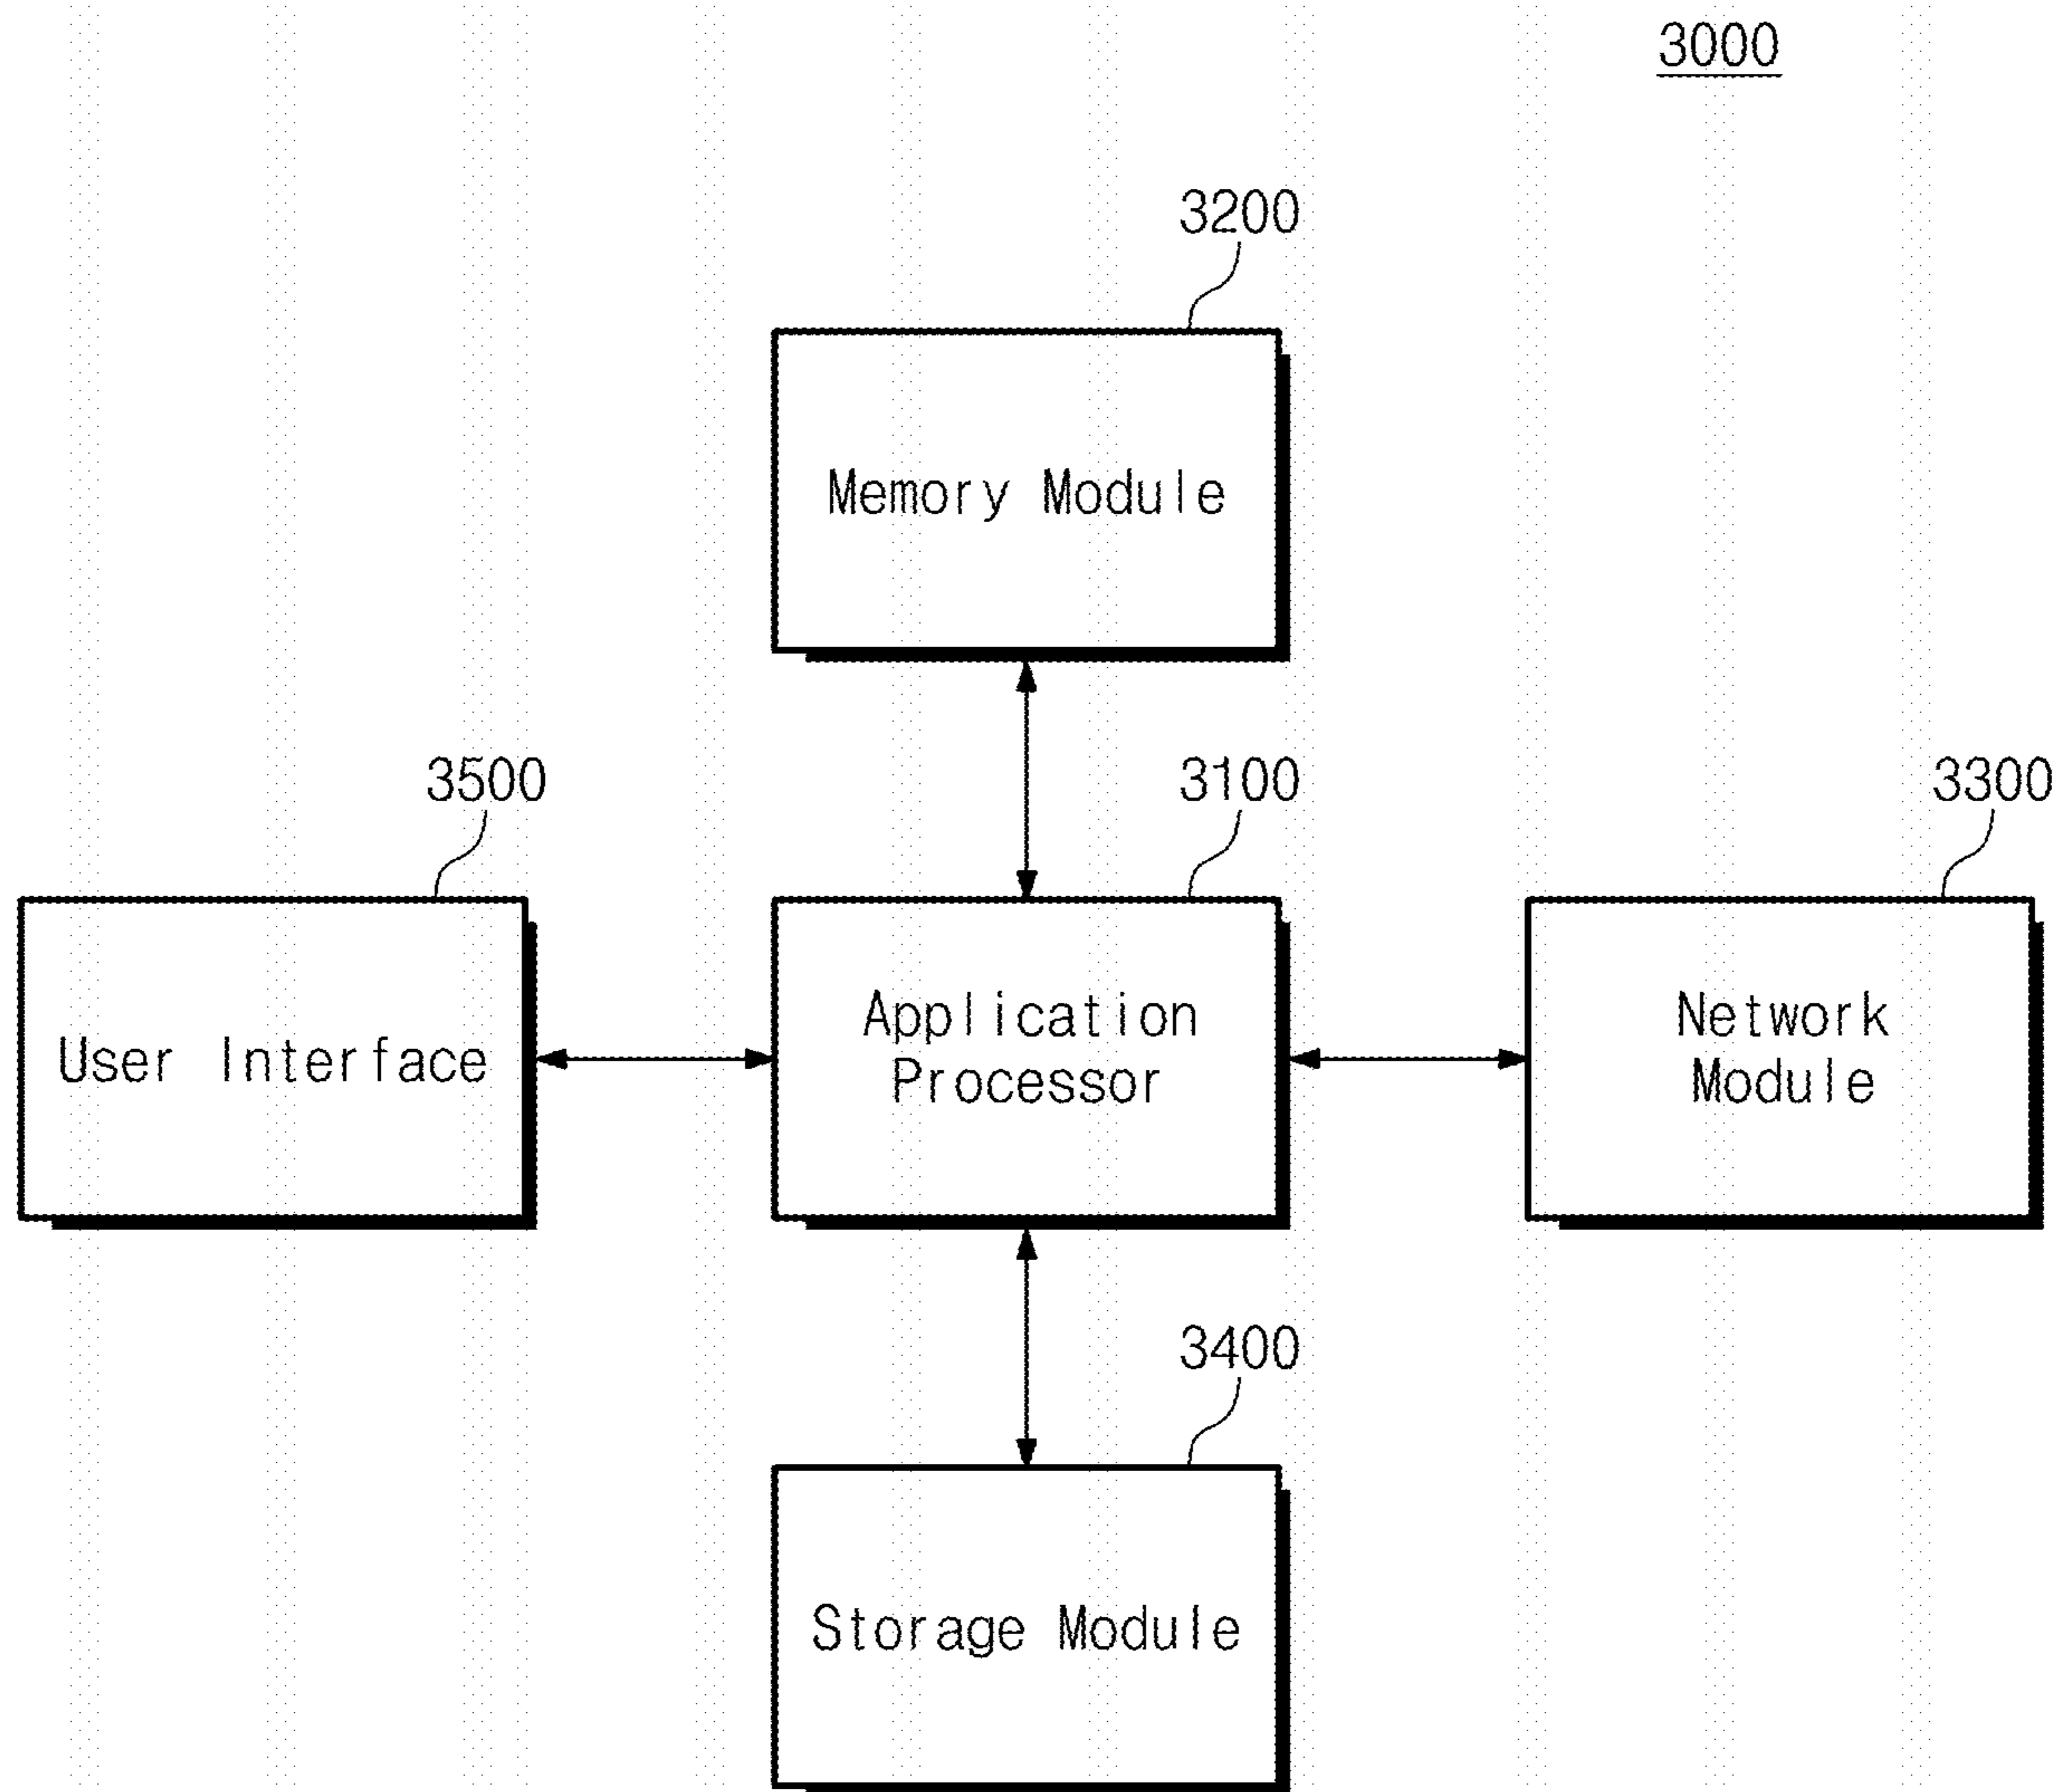 3000
3200
Memory Module
3500
3100
3300
User Interface
Application
Processor
Network
Module
3400
Storage Module